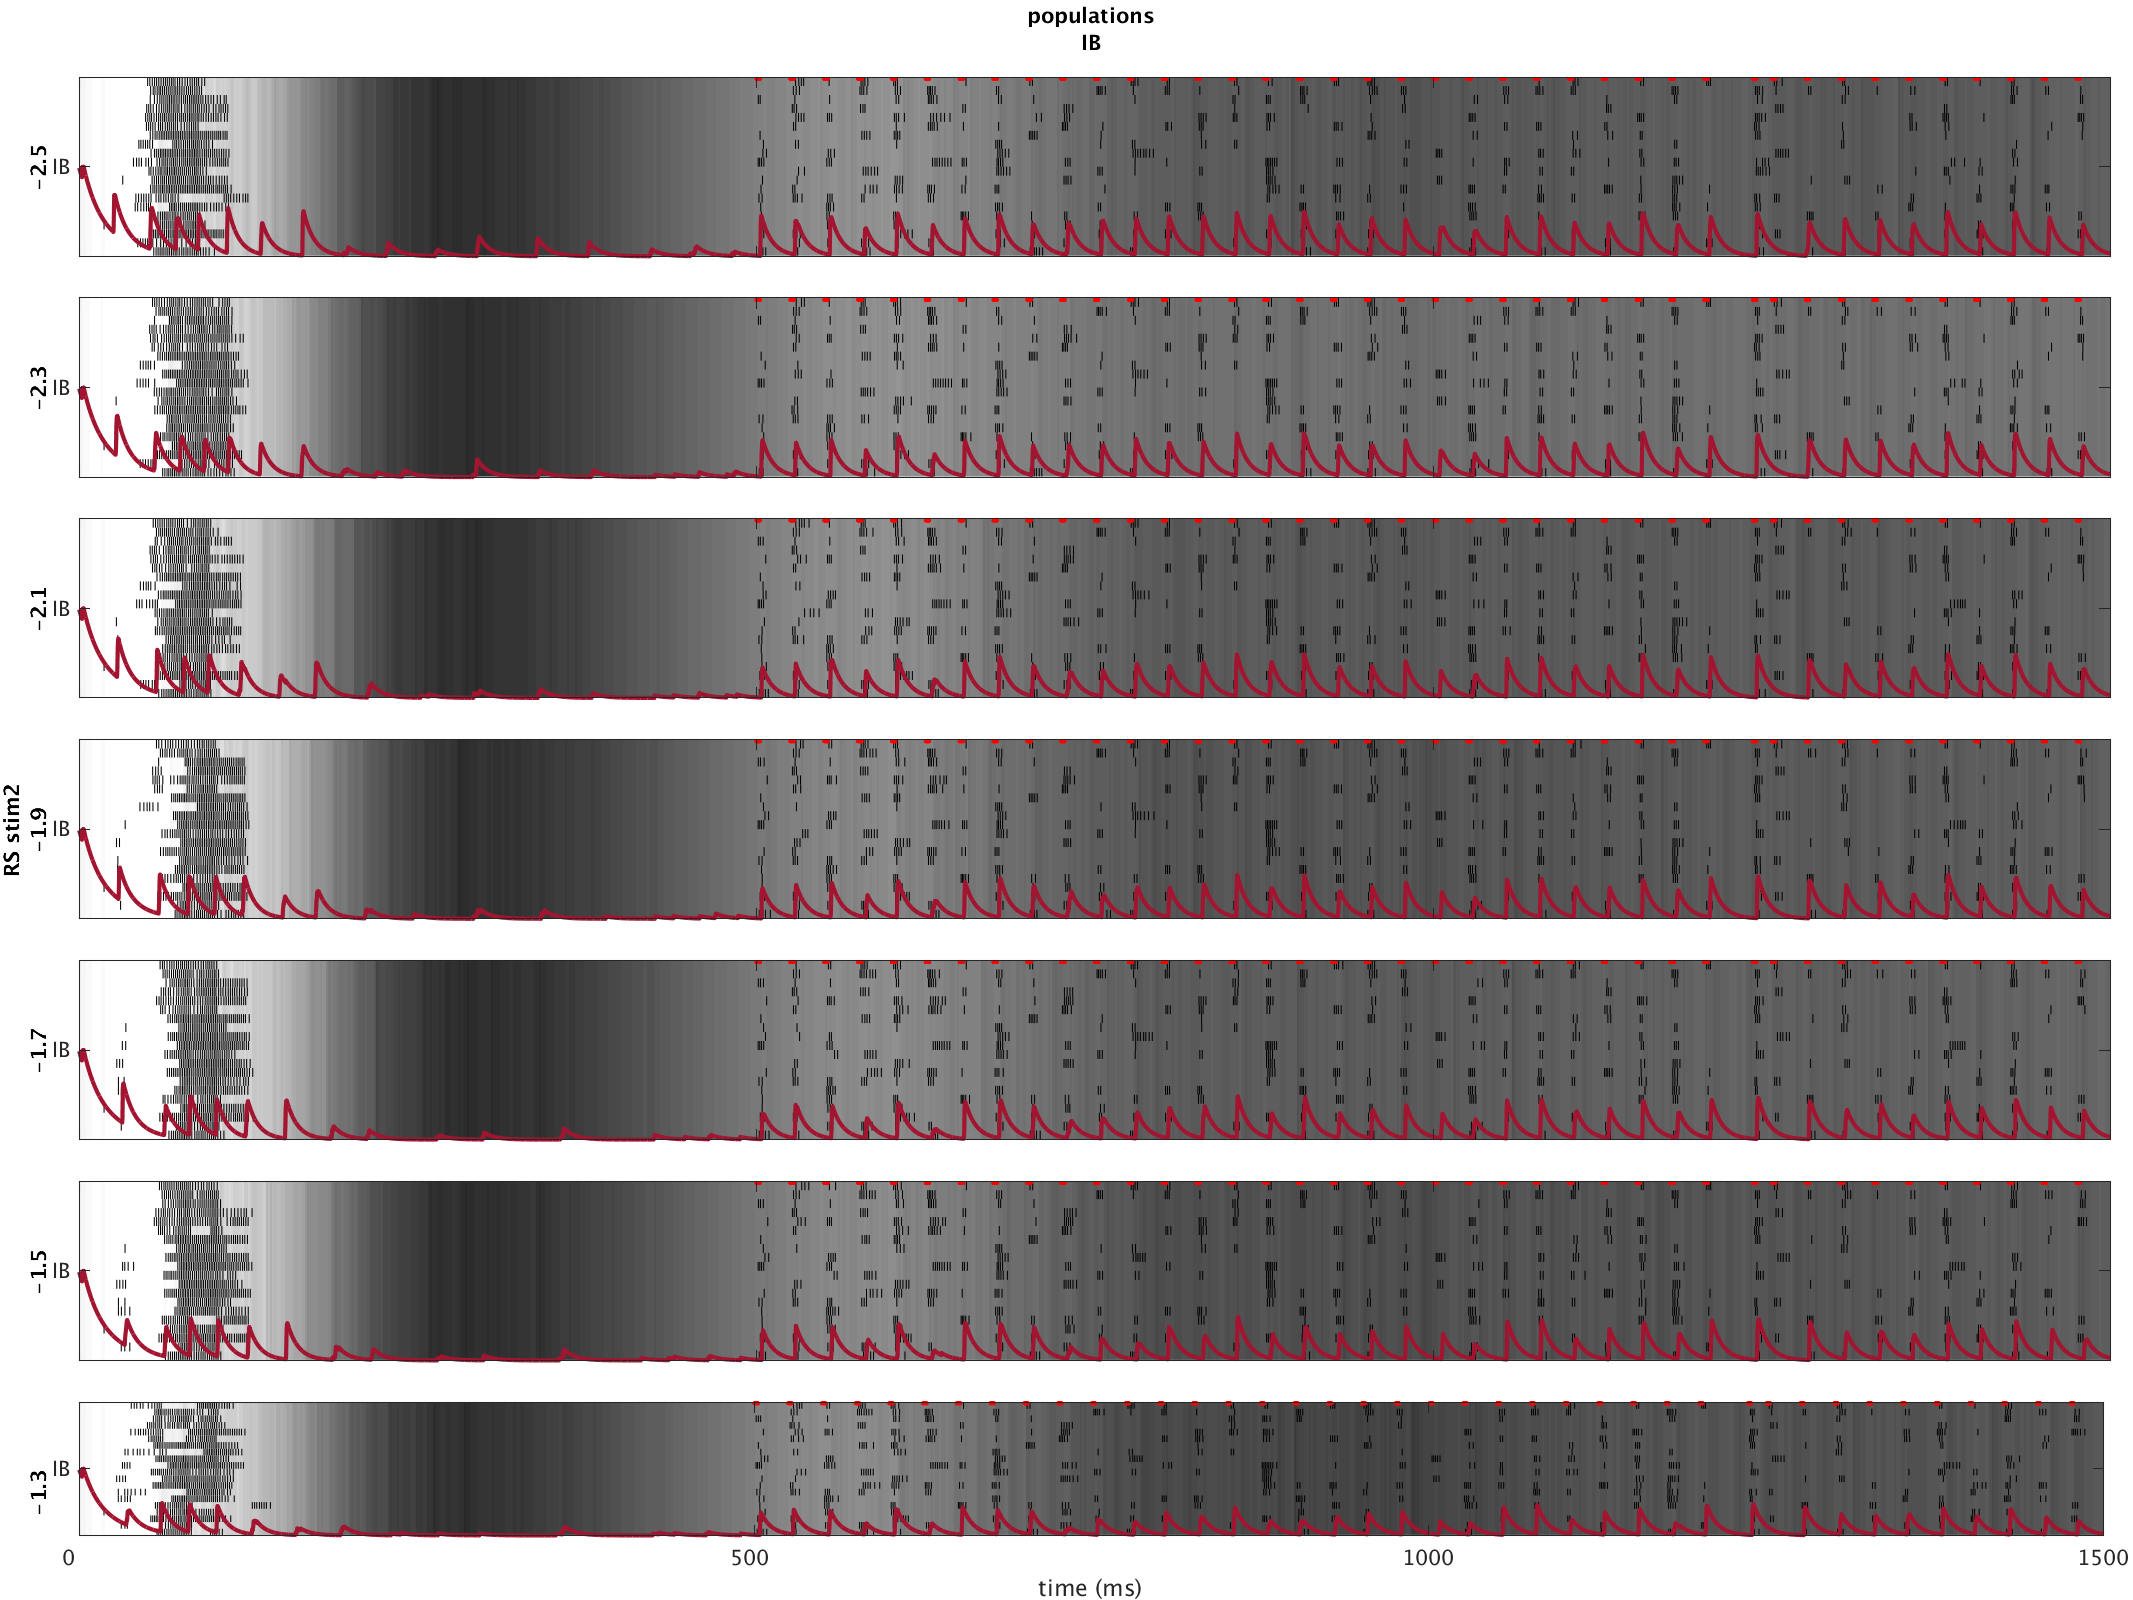 populations
IB
-2.5 IB
-2.3 IB
-2.1 IB
RS stim2
-1.9 IB
-1.7 IB
-1.5 IB
-1.3 IB
0 500 1000 1500
time (ms)